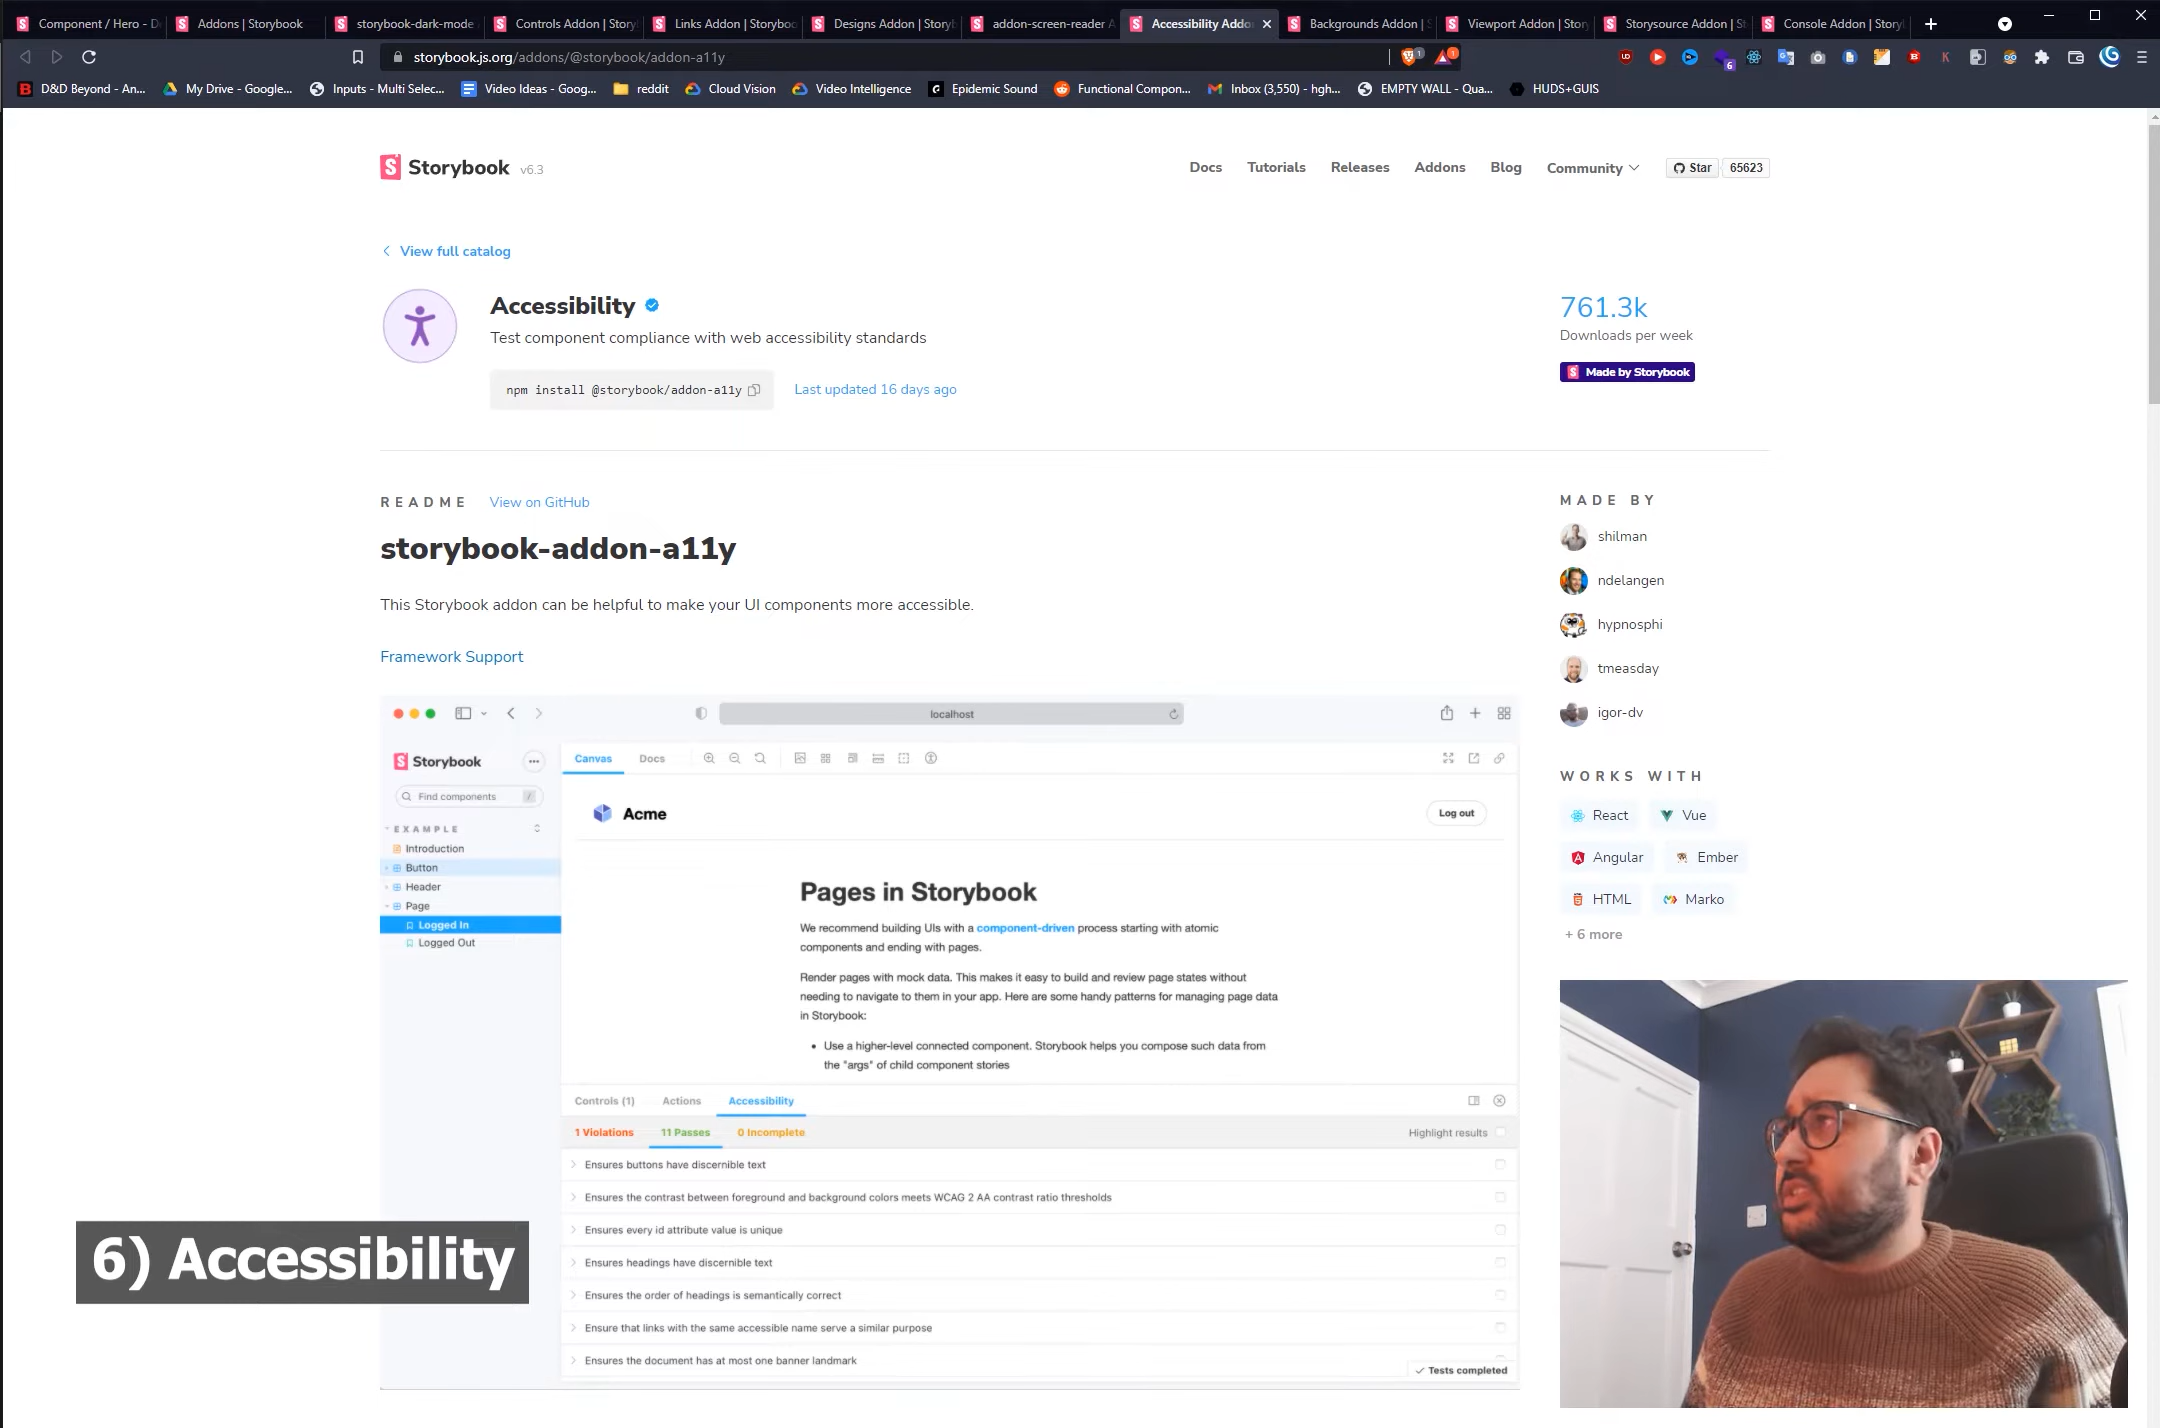 Component / Hero - D
Addons | Storybook
storybook-dark-mode
Controls Addon | Story
Links Addon | Storyboo
Designs Addon | Storyb
addon-screen-reader A
Accessibility Addo
Backgrounds Addon | S
Viewport Addon | Stor
Storysource Addon | S
Console Addon | Storyl
storybook.js.org/addons/@storybook/addon-a11y
D&D Beyond - An...
My Drive - Google...
Inputs - Multi Selec...
Video Ideas - Goog...
reddit
Cloud Vision
Video Intelligence
Epidemic Sound
Functional Compon...
Inbox (3,550) - hgh...
EMPTY WALL - Qua...
HUDS+GUIS
Storybook v6.3
Docs
Tutorials
Releases
Addons
Blog
Community
Star
65623
View full catalog
Accessibility
Test component compliance with web accessibility standards
npm install @storybook/addon-a11y
Last updated 16 days ago
761.3k
Downloads per week
Made by Storybook
README
View on GitHub
storybook-addon-a11y
This Storybook addon can be helpful to make your UI components more accessible.
Framework Support
MADE BY
shilman
ndelangen
hypnosphi
tmeasday
igor-dv
WORKS WITH
React
Vue
Angular
Ember
HTML
Marko
+ 6 more
localhost
Storybook
Find components
/
EXAMPLE
Introduction
Button
Header
Page
Logged In
Logged Out
Canvas
Docs
Acme
Log out
Pages in Storybook
We recommend building UIs with a component-driven process starting with atomic
components and ending with pages.
Render pages with mock data. This makes it easy to build and review page states without
needing to navigate to them in your app. Here are some handy patterns for managing page data
in Storybook:
• Use a higher-level connected component. Storybook helps you compose such data from
the "args" of child component stories
Controls (1)
Actions
Accessibility
1 Violations
11 Passes
0 Incomplete
Highlight results
Ensures buttons have discernible text
Ensures the contrast between foreground and background colors meets WCAG 2 AA contrast ratio thresholds
Ensures every id attribute value is unique
Ensures headings have discernible text
Ensures the order of headings is semantically correct
Ensure that links with the same accessible name serve a similar purpose
Ensures the document has at most one banner landmark
Tests completed
6) Accessibility